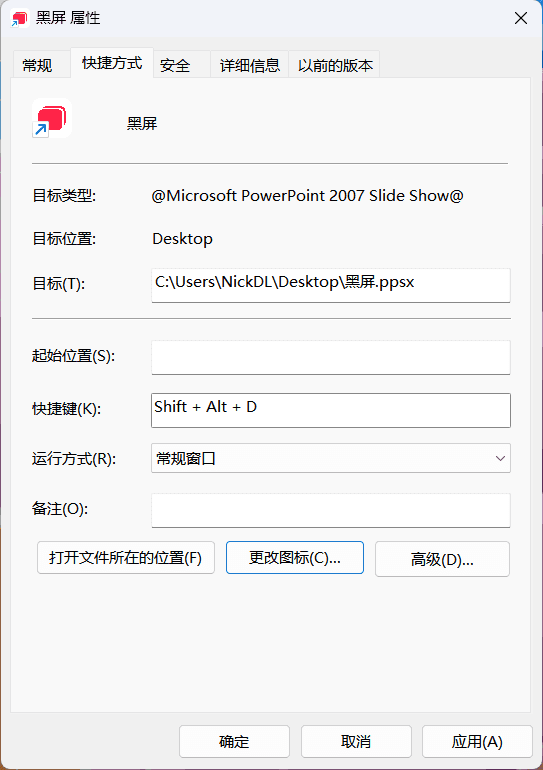 黑屏 属性
常规 快捷方式 安全 详细信息 以前的版本
黑屏
目标类型: @Microsoft PowerPoint 2007 Slide Show@
目标位置: Desktop
目标(T): C:\Users\NickDL\Desktop\黑屏.ppsx
起始位置(S):
快捷键(K): Shift + Alt + D
运行方式(R): 常规窗口
备注(O):
打开文件所在的位置(F) 更改图标(C)... 高级(D)...
确定 取消 应用(A)